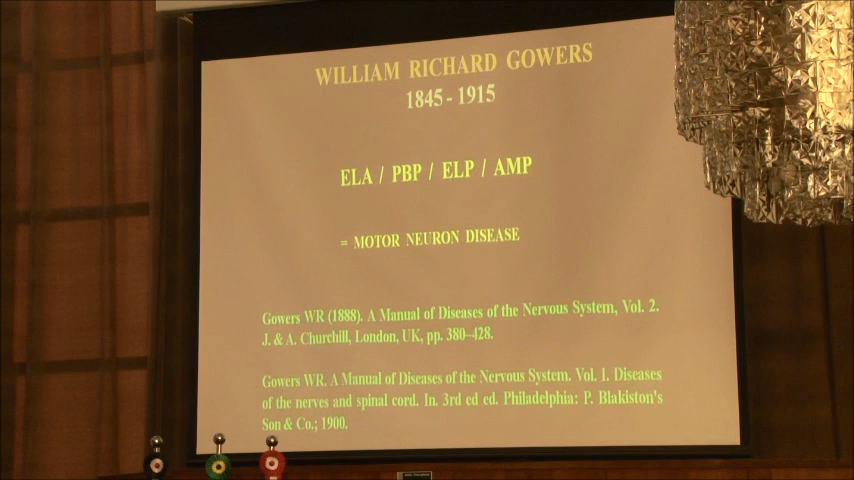 WILLIAM RICHARD GOWERS
1845 - 1915
ELA / PBP / ELP / AMP
= MOTOR NEURON DISEASE
Gowers WR (1888). A Manual of Diseases of the Nervous System, Vol. 2.
J. & A. Churchill, London, UK, pp. 380–428.
Gowers WR. A Manual of Diseases of the Nervous System. Vol. 1. Diseases
of the nerves and spinal cord. In. 3rd ed ed. Philadelphia: P. Blakiston's
Son & Co.; 1900.